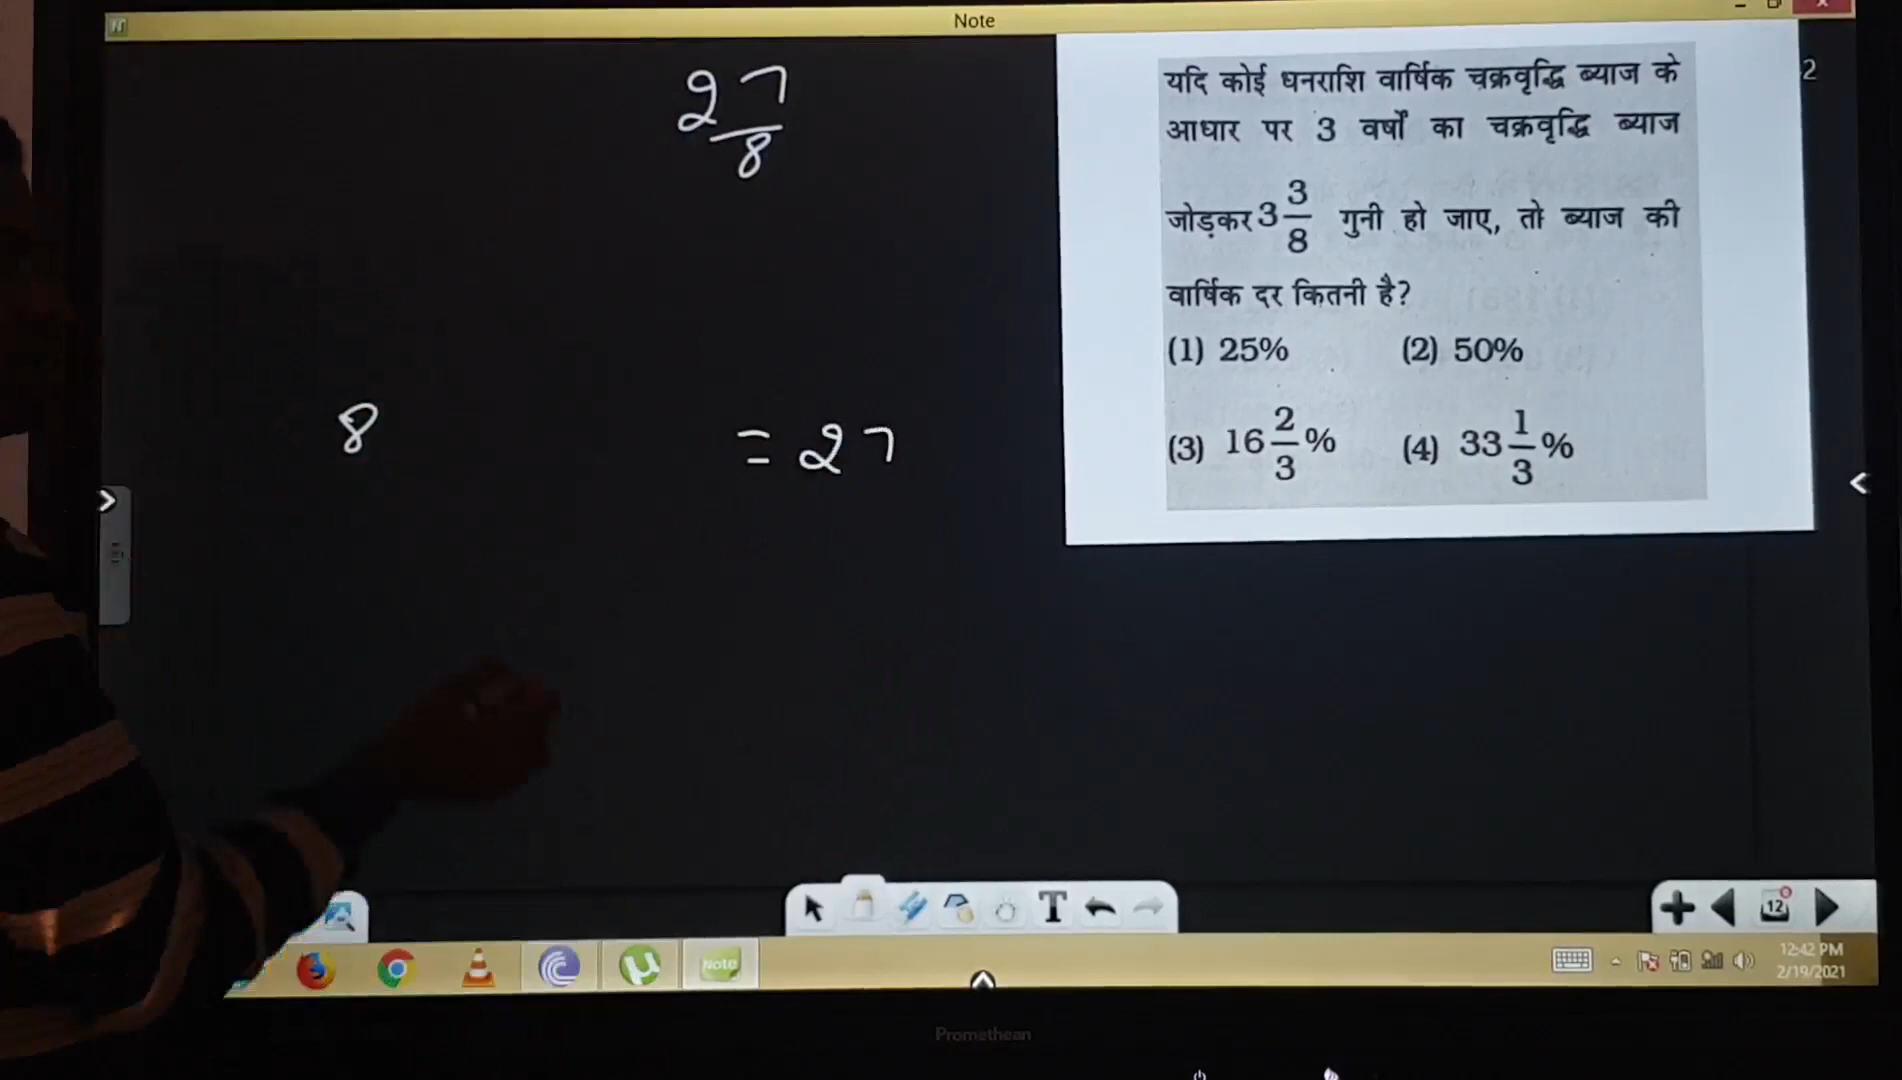 Note
27
8
8 = 27
2
यदि कोई धनराशि वार्षिक चक्रवृद्धि ब्याज के
आधार पर 3 वर्षों का चक्रवृद्धि ब्याज
जोड़कर 3 3/8 गुनी हो जाए, तो ब्याज की
वार्षिक दर कितनी है?
(1) 25% (2) 50%
(3) 16 2/3 % (4) 33 1/3 %
T
12
Note
12:42 PM
2/19/2021
Promethean